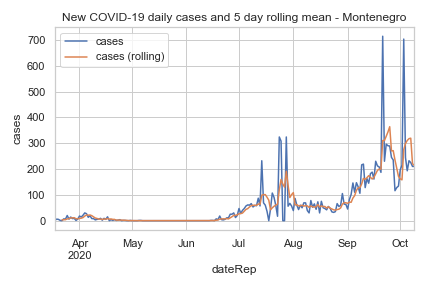 New COVID-19 daily cases and 5 day rolling mean - Montenegro
cases
cases (rolling)
700
600
500
400
300
200
100
0
cases
Apr
2020
May
Jun
Jul
Aug
Sep
Oct
dateRep